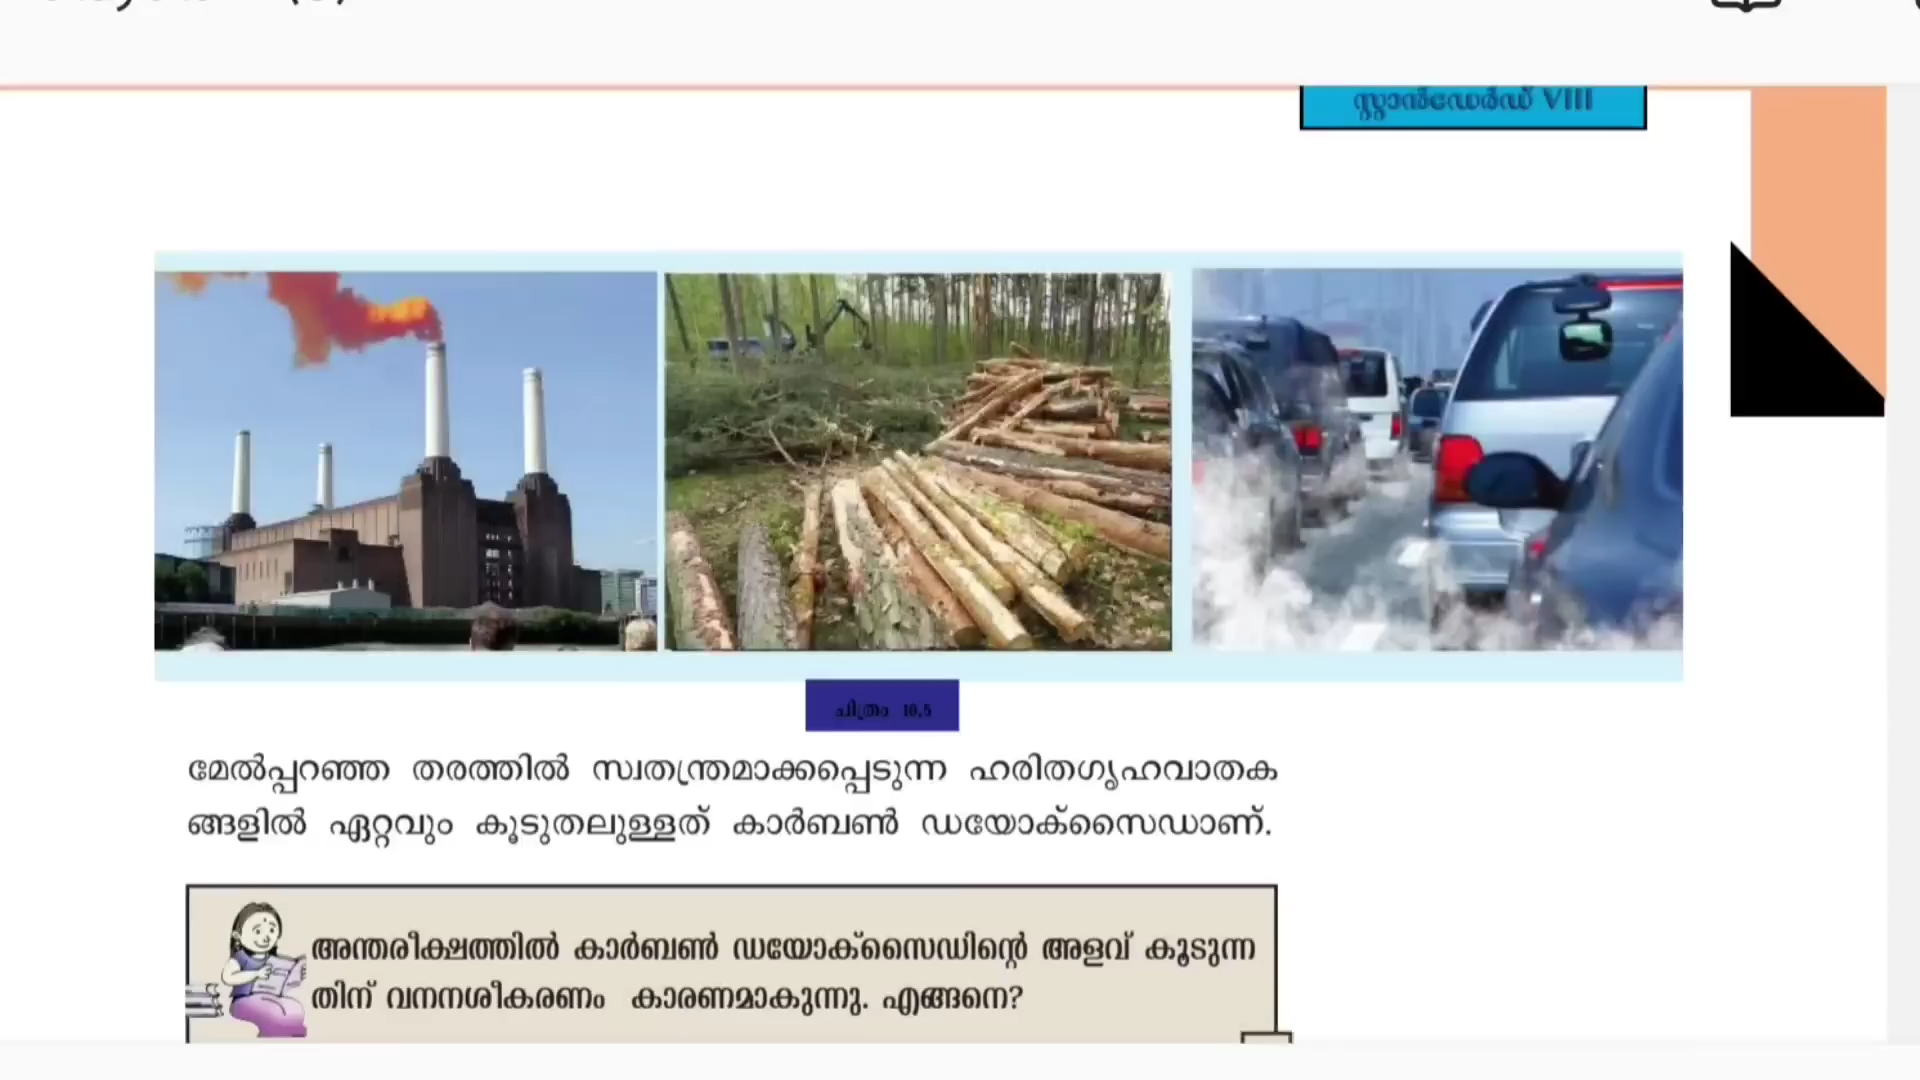 സ്റ്റാൻഡേർഡ് VIII
ചിത്രം 10.5
മേൽപ്പറഞ്ഞ തരത്തിൽ സ്വതന്ത്രമാക്കപ്പെടുന്ന ഹരിതഗൃഹവാതക
ങ്ങളിൽ ഏറ്റവും കൂടുതലുള്ളത് കാർബൺ ഡയോക്സൈഡാണ്.
അന്തരീക്ഷത്തിൽ കാർബൺ ഡയോക്സൈഡിന്റെ അളവ് കൂടുന്ന
തിന് വനനശീകരണം കാരണമാകുന്നു. എങ്ങനെ?